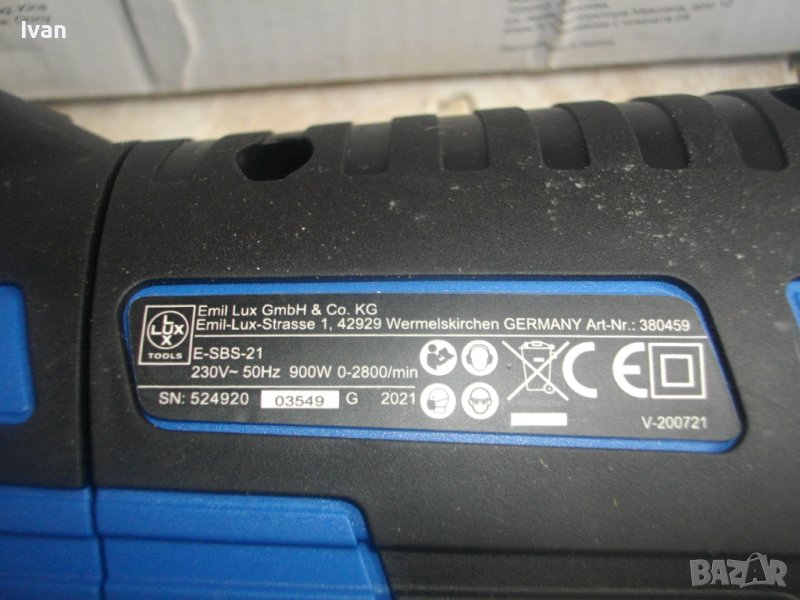 Ivan
Emil Lux GmbH & Co. KG
Emil-Lux-Strasse 1, 42929 Wermelskirchen GERMANY Art-Nr.: 380459
LUX
TOOLS
E-SBS-21
230V~ 50Hz 900W 0-2800/min
SN: 524920 03549 G 2021
CE
V-200721
BAZAR